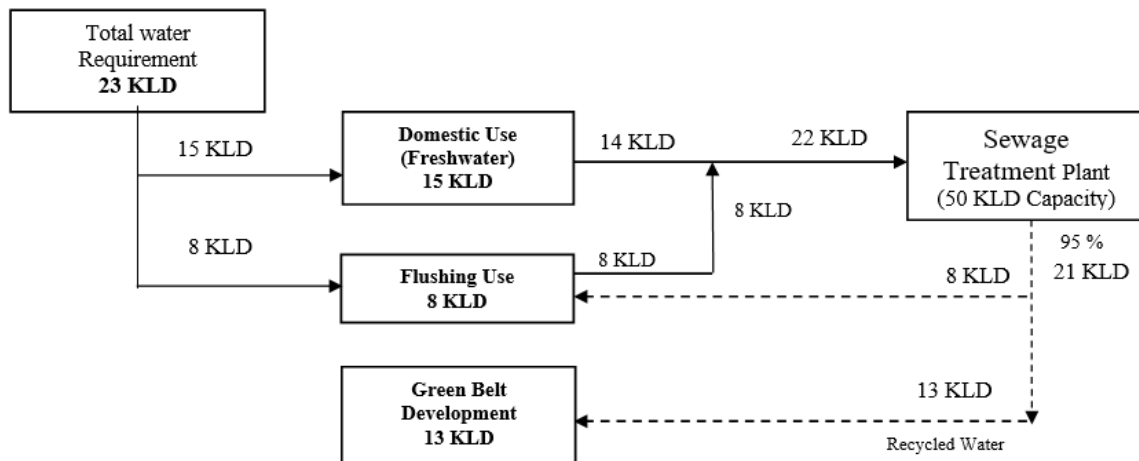 Total water
Requirement
23 KLD
15 KLD
Domestic Use
(Freshwater)
15 KLD
14 KLD
22 KLD
Sewage
Treatment Plant
(50 KLD Capacity)
8 KLD
8 KLD
Flushing Use
8 KLD
8 KLD
95 %
21 KLD
8 KLD
Green Belt
Development
13 KLD
13 KLD
Recycled Water